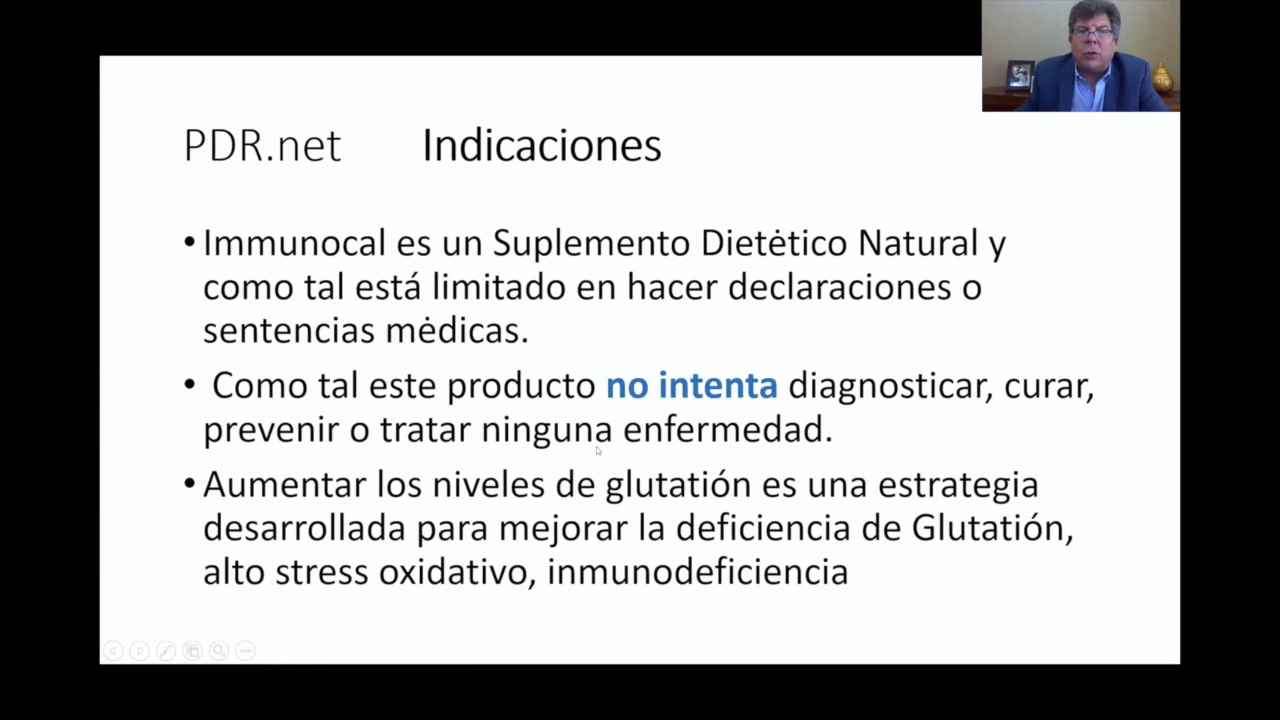 PDR.net Indicaciones
•Immunocal es un Suplemento Dietėtico Natural y
como tal está limitado en hacer declaraciones o
sentencias mėdicas.
• Como tal este producto no intenta diagnosticar, curar,
prevenir o tratar ninguna enfermedad.
•Aumentar los niveles de glutatión es una estrategia
desarrollada para mejorar la deficiencia de Glutatión,
alto stress oxidativo, inmunodeficiencia